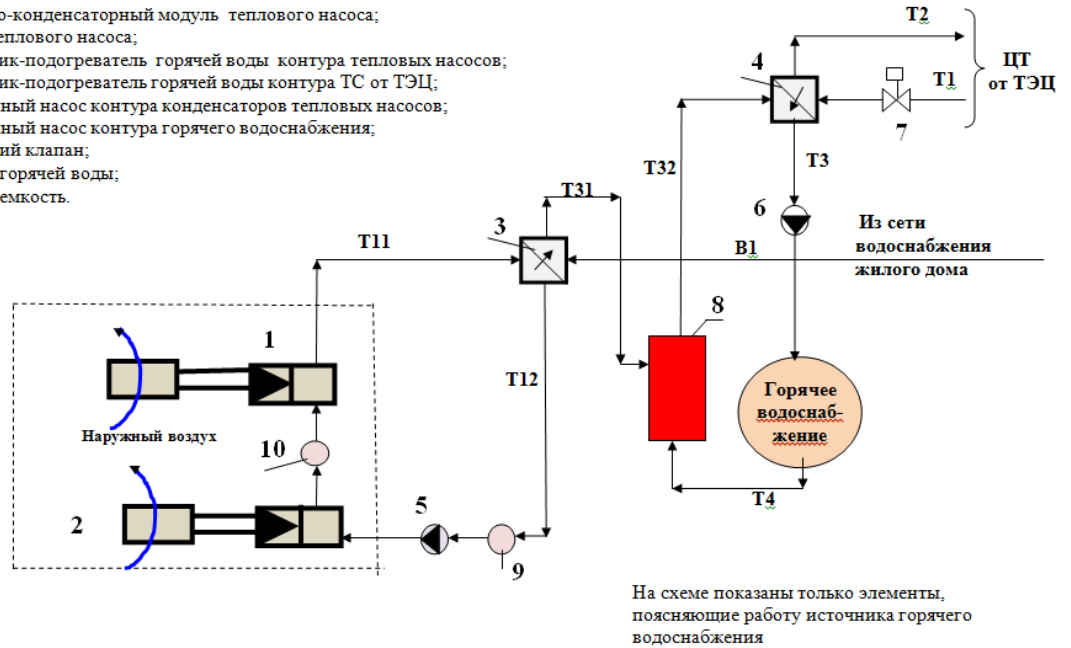 о-конденсаторный модуль теплового насоса;
еплового насоса;
ик-подогреватель горячей воды контура тепловых насосов;
ик-подогреватель горячей воды контура ТС от ТЭЦ;
ный насос контура конденсаторов тепловых насосов;
ный насос контура горячего водоснабжения;
ий клапан;
горячей воды;
емкость.
Т2
4
ЦТ
от ТЭЦ
Т1
7
Т3
Т32
Т31
6
3
Т11
В1
Из сети
водоснабжения
жилого дома
8
1
Т12
Горячее
водоснаб-
жение
Наружный воздух
10
Т4
5
2
9
На схеме показаны только элементы,
поясняющие работу источника горячего
водоснабжения